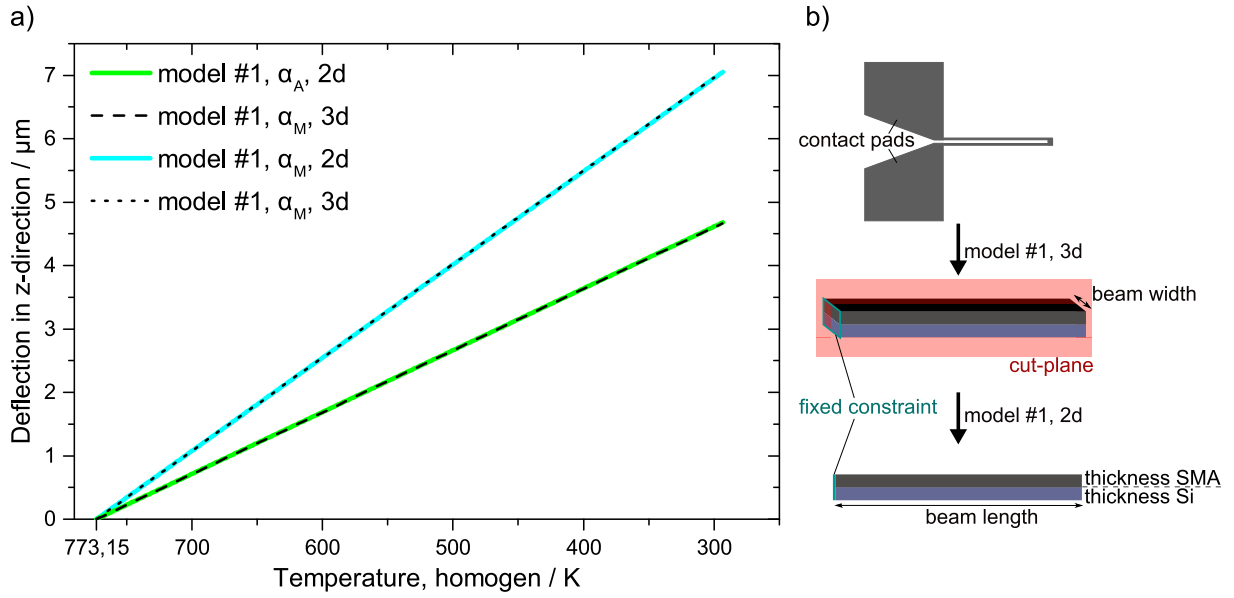 a)
Deflection in z-direction / µm
7
6
5
4
3
2
1
0
model #1, α_A, 2d
model #1, α_M, 3d
model #1, α_M, 2d
model #1, α_M, 3d
773,15 700 600 500 400 300
Temperature, homogen / K
b)
contact pads
model #1, 3d
beam width
cut-plane
fixed constraint
model #1, 2d
thickness SMA
thickness Si
beam length